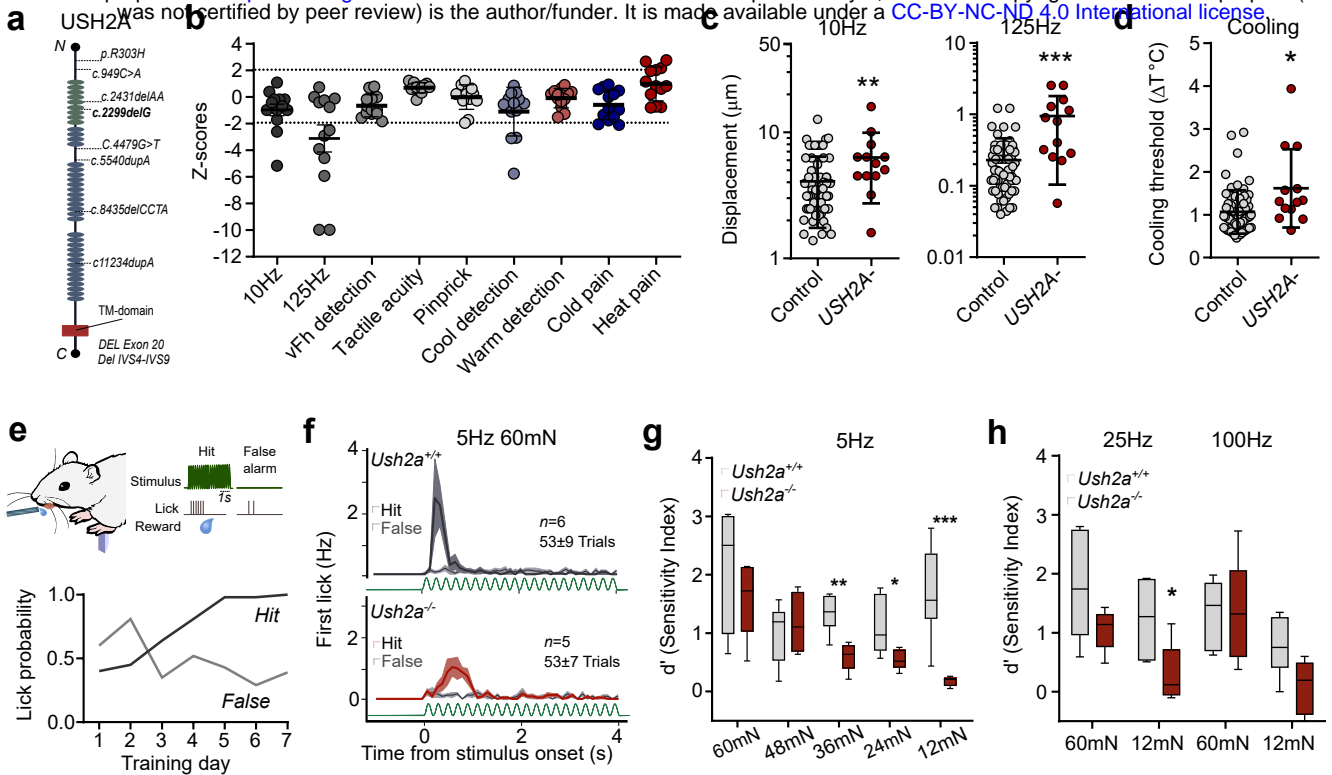 was not certified by peer review) is the author/funder. It is made available under a CC-BY-NC-ND 4.0 International license.
a
USH2A
N
p.R303H
c.949C>A
c.2431delAA
c.2299delG
C.4479G>T
c.5540dupA
c.8435delCCTA
c11234dupA
TM-domain
C
DEL Exon 20
Del IVS4-IVS9
b
Z-scores
4
2
0
-2
-4
-6
-8
-10
-12
10Hz
125Hz
vFh detection
Tactile acuity
Pinprick
Cool detection
Warm detection
Cold pain
Heat pain
c
10Hz
Displacement (μm)
50
10
1
**
Control
USH2A-
125Hz
10
1
0.1
0.01
***
Control
USH2A-
d
Cooling
Cooling threshold (ΔT°C)
5
4
3
2
1
0
*
Control
USH2A-
e
Hit
False alarm
Stimulus
1s
Lick
Reward
Lick probability
1.0
0.5
0.0
Hit
False
1 2 3 4 5 6 7
Training day
f
5Hz 60mN
First lick (Hz)
4
2
Ush2a+/+
Hit
False
n=6
53±9 Trials
Ush2a-/-
2
0
Hit
False
n=5
53±7 Trials
0 2 4
Time from stimulus onset (s)
g
5Hz
d' (Sensitivity Index)
4
3
2
1
0
Ush2a+/+
Ush2a-/-
**
*
***
60mN
48mN
36mN
24mN
12mN
h
25Hz 100Hz
d' (Sensitivity Index)
4
3
2
1
0
Ush2a+/+
Ush2a-/-
*
60mN 12mN 60mN 12mN